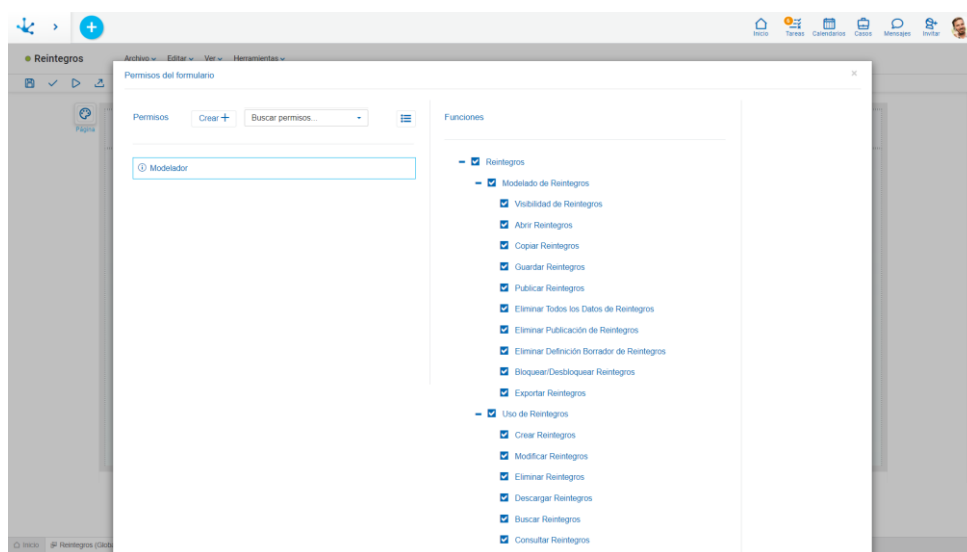 Inicio
6
Tareas
Calendarios
Casos
Mensajes
Invitar
Reintegros
Archivo Editar Ver Herramientas
Permisos del formulario
×
Página
Permisos
Crear +
Buscar permisos...
Funciones
Modelador
Reintegros
Modelado de Reintegros
Visibilidad de Reintegros
Abrir Reintegros
Copiar Reintegros
Guardar Reintegros
Publicar Reintegros
Eliminar Todos los Datos de Reintegros
Eliminar Publicación de Reintegros
Eliminar Definición Borrador de Reintegros
Bloquear/Desbloquear Reintegros
Exportar Reintegros
Uso de Reintegros
Crear Reintegros
Modificar Reintegros
Eliminar Reintegros
Descargar Reintegros
Buscar Reintegros
Consultar Reintegros
Inicio
Reintegros (Globa